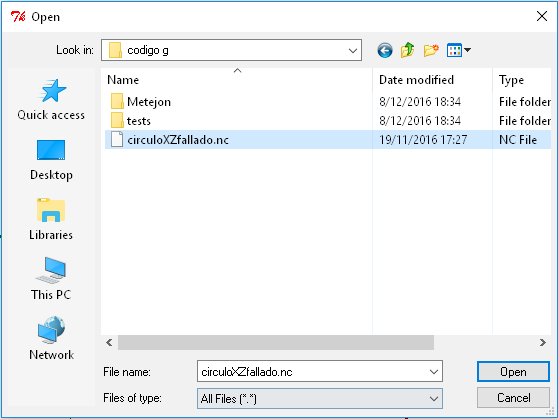 Open
Look in: codigo g
Name Date modified Type
Metejon 8/12/2016 18:34 File folder
tests 8/12/2016 18:34 File folder
circuloXZfallado.nc 19/11/2016 17:27 NC File
Quick access
Desktop
Libraries
This PC
Network
File name: circuloXZfallado.nc Open
Files of type: All Files (*.*) Cancel